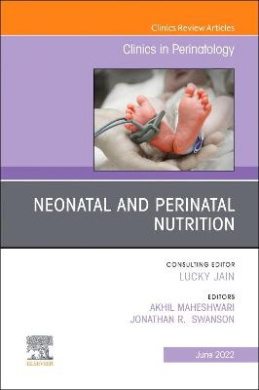 Clinics Review Articles
Clinics in Perinatology
NEONATAL AND PERINATAL
NUTRITION
CONSULTING EDITOR
LUCKY JAIN
EDITORS
AKHIL MAHESHWARI
JONATHAN R. SWANSON
ELSEVIER
June 2022